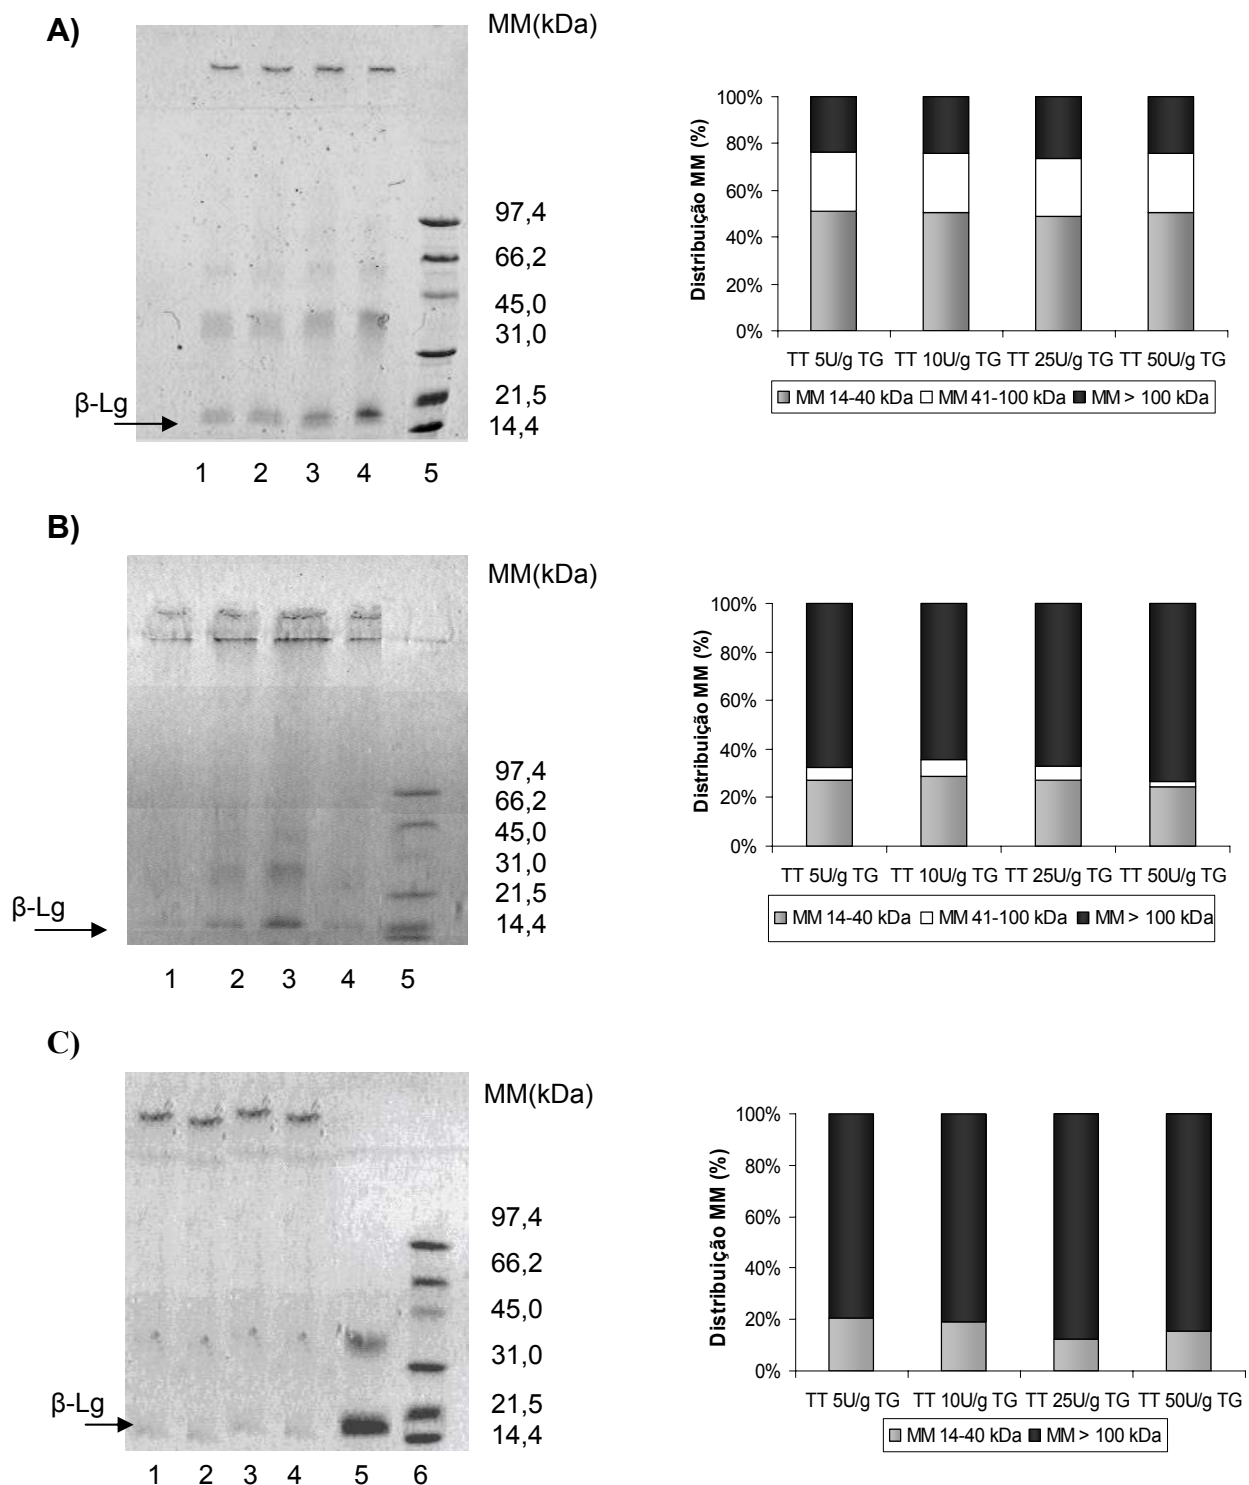 A)
MM(kDa)
97,4
66,2
45,0
31,0
21,5
14,4
β-Lg
1 2 3 4 5
Distribuição MM (%)
100%
80%
60%
40%
20%
0%
TT 5U/g TG TT 10U/g TG TT 25U/g TG TT 50U/g TG
MM 14-40 kDa MM 41-100 kDa MM > 100 kDa
B)
MM(kDa)
97,4
66,2
45,0
31,0
21,5
14,4
β-Lg
1 2 3 4 5
Distribuição MM (%)
100%
80%
60%
40%
20%
0%
TT 5U/g TG TT 10U/g TG TT 25U/g TG TT 50U/g TG
MM 14-40 kDa MM 41-100 kDa MM > 100 kDa
C)
MM(kDa)
97,4
66,2
45,0
31,0
21,5
14,4
β-Lg
1 2 3 4 5 6
Distribuição MM (%)
100%
80%
60%
40%
20%
0%
TT 5U/g TG TT 10U/g TG TT 25U/g TG TT 50U/g TG
MM 14-40 kDa MM > 100 kDa